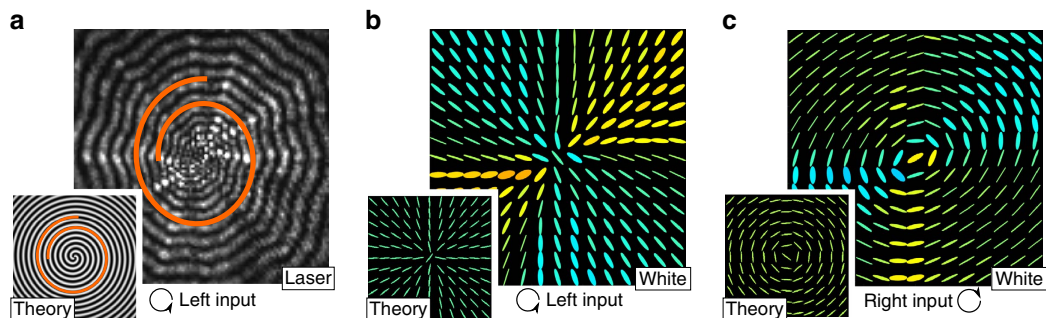 a
Laser
Theory
Left input
b
White
Theory
Left input
c
White
Theory
Right input